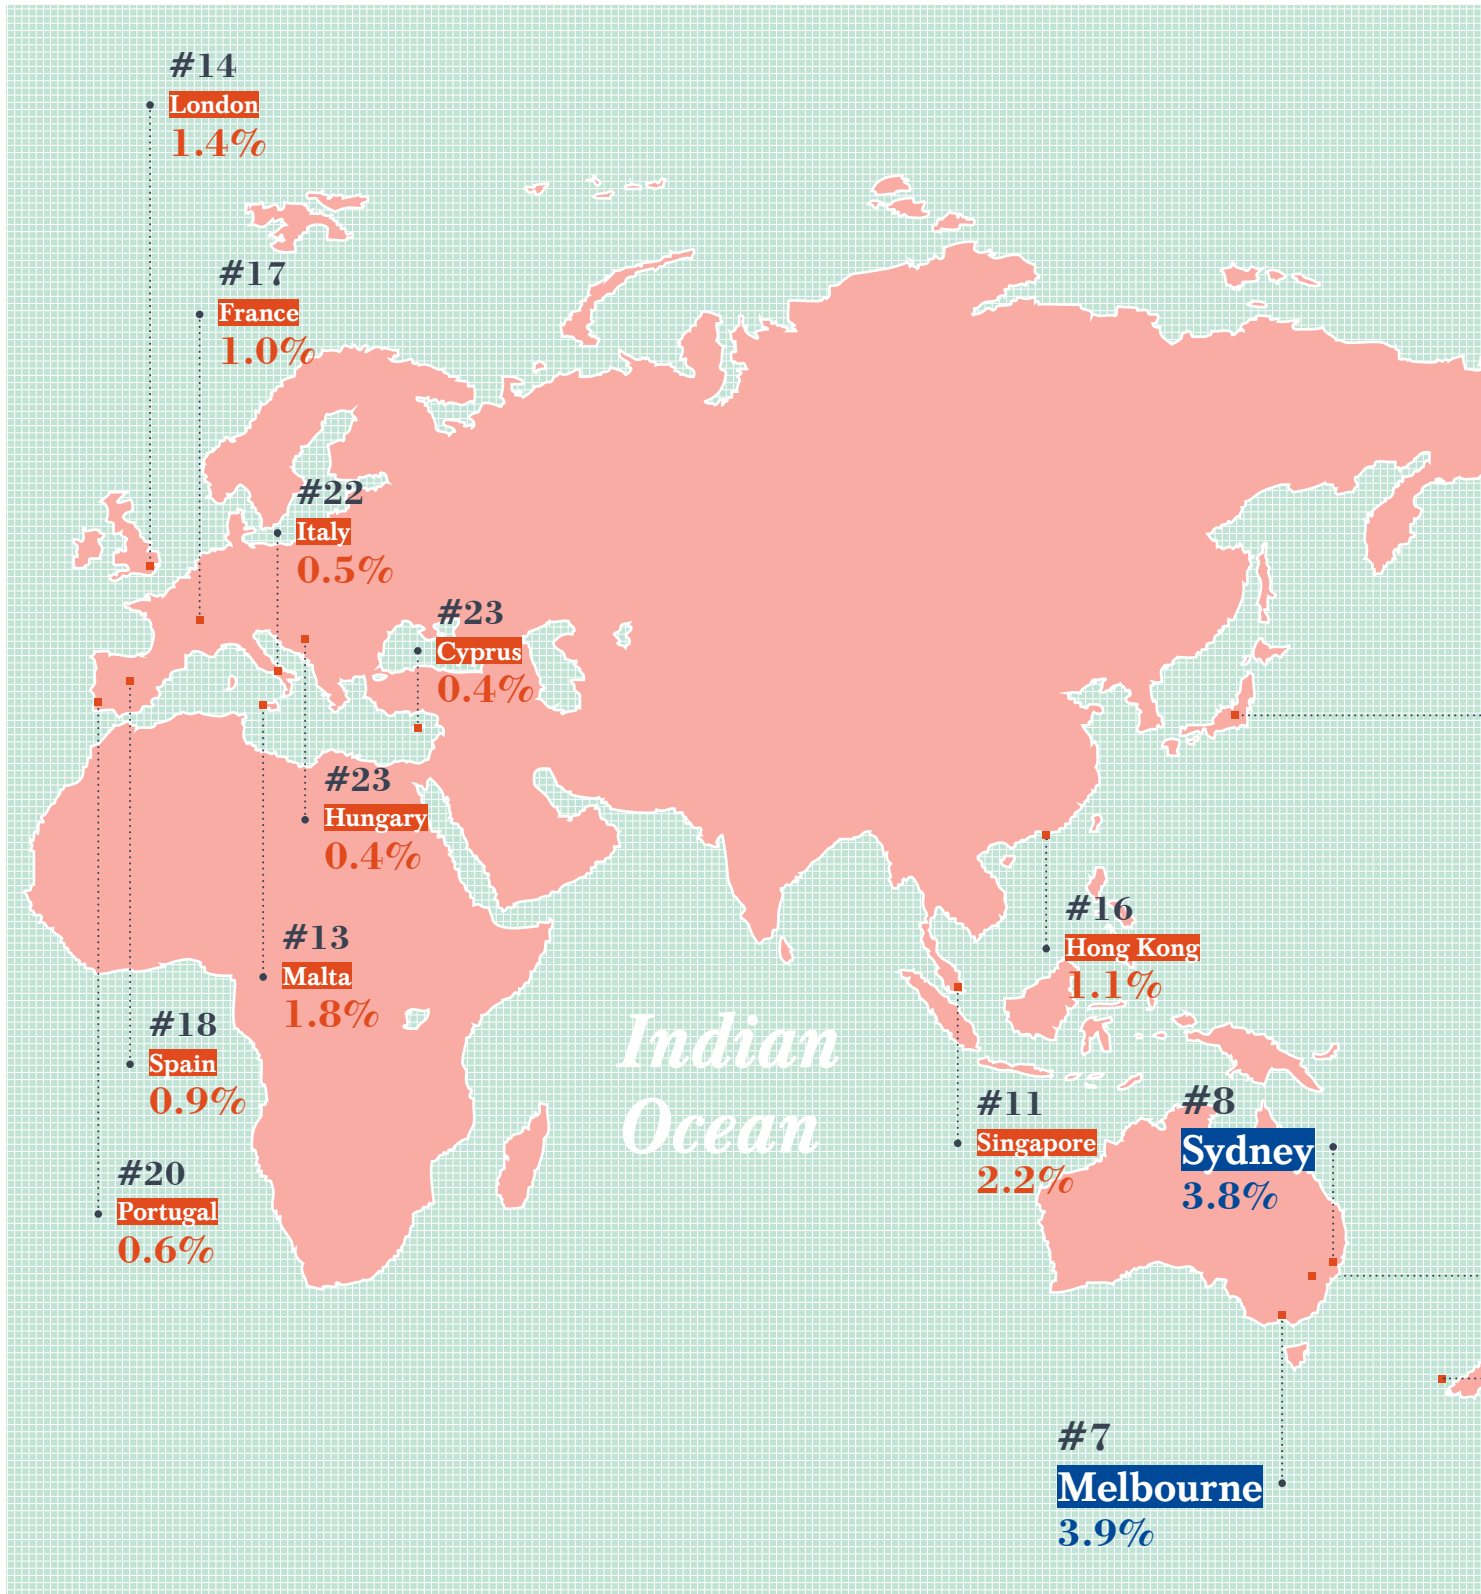 #14
London
1.4%
#17
France
1.0%
#22
Italy
0.5%
#23
Cyprus
0.4%
#23
Hungary
0.4%
#16
Hong Kong
1.1%
#13
Malta
1.8%
#18
Spain
0.9%
Indian
Ocean
#11
Singapore
2.2%
#8
Sydney
3.8%
#20
Portugal
0.6%
#7
Melbourne
3.9%